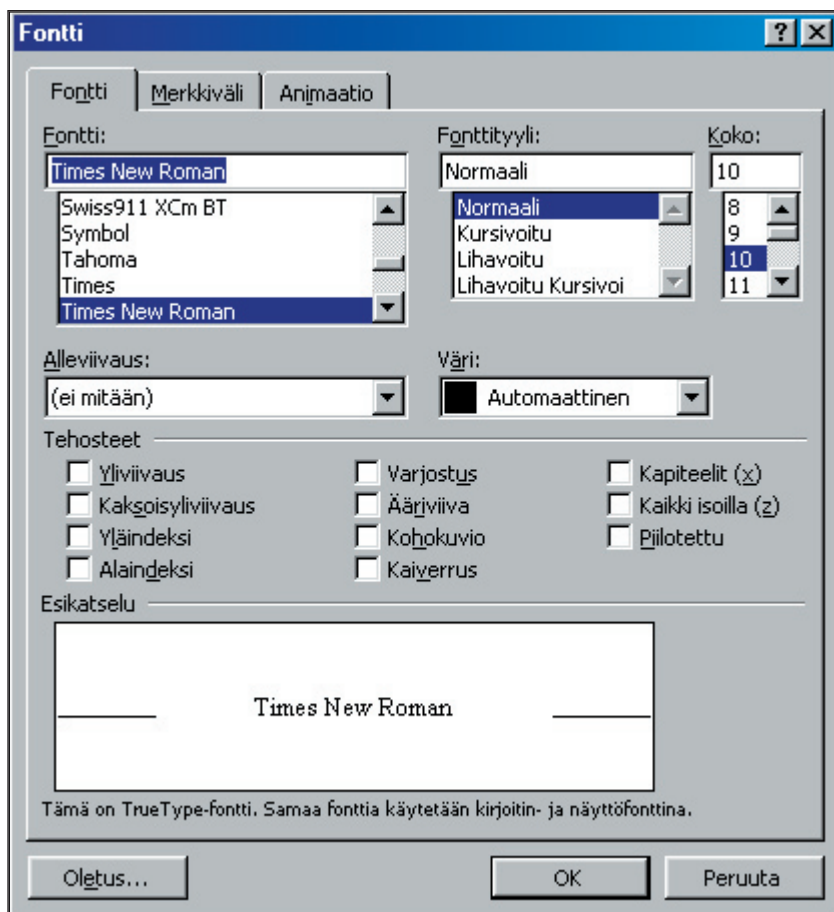 Fontti
Fontti Merkkiväli Animaatio
Fontti: Fonttityyli: Koko:
Times New Roman Normaali 10
Swiss911 XCm BT Normaali 8
Symbol Kursivoitu 9
Tahoma Lihavoitu 10
Times Lihavoitu Kursivoi 11
Times New Roman
Alleviivaus: Väri:
(ei mitään) Automaattinen
Tehosteet
Yliviivaus Varjostus Kapiteelit (x)
Kaksoisyliviivaus Ääriviiva Kaikki isoilla (z)
Yläindeksi Kohokuvio Piilotettu
Alaindeksi Kaiverrus
Esikatselu
Times New Roman
Tämä on TrueType-fontti. Samaa fonttia käytetään kirjoitin- ja näyttöfonttina.
Oletus... OK Peruuta